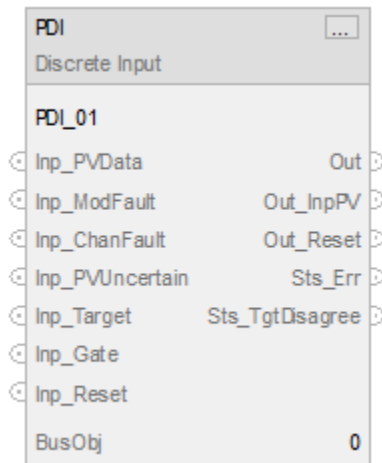 PDI ...
Discrete Input
PDI_01
Inp_PVData Out
Inp_ModFault Out_InpPV
Inp_ChanFault Out_Reset
Inp_PVUncertain Sts_Err
Inp_Target Sts_TgtDisagree
Inp_Gate
Inp_Reset
BusObj 0